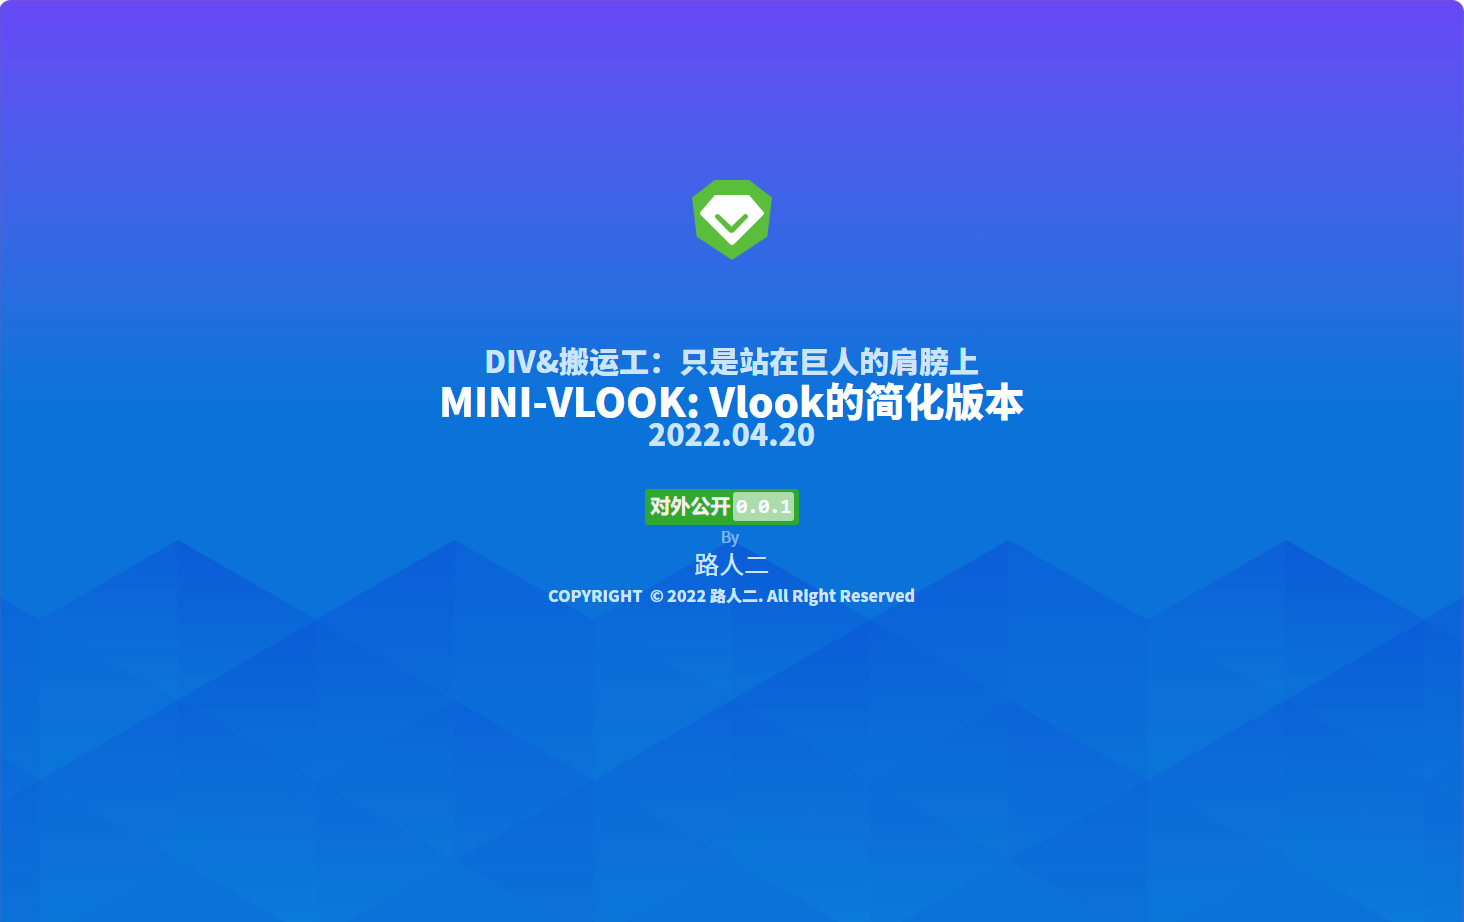 DIV&搬运工：只是站在巨人的肩膀上
MINI-VLOOK: Vlook的简化版本
2022.04.20
对外公开 0.0.1
By
路人二
COPYRIGHT © 2022 路人二. All Right Reserved